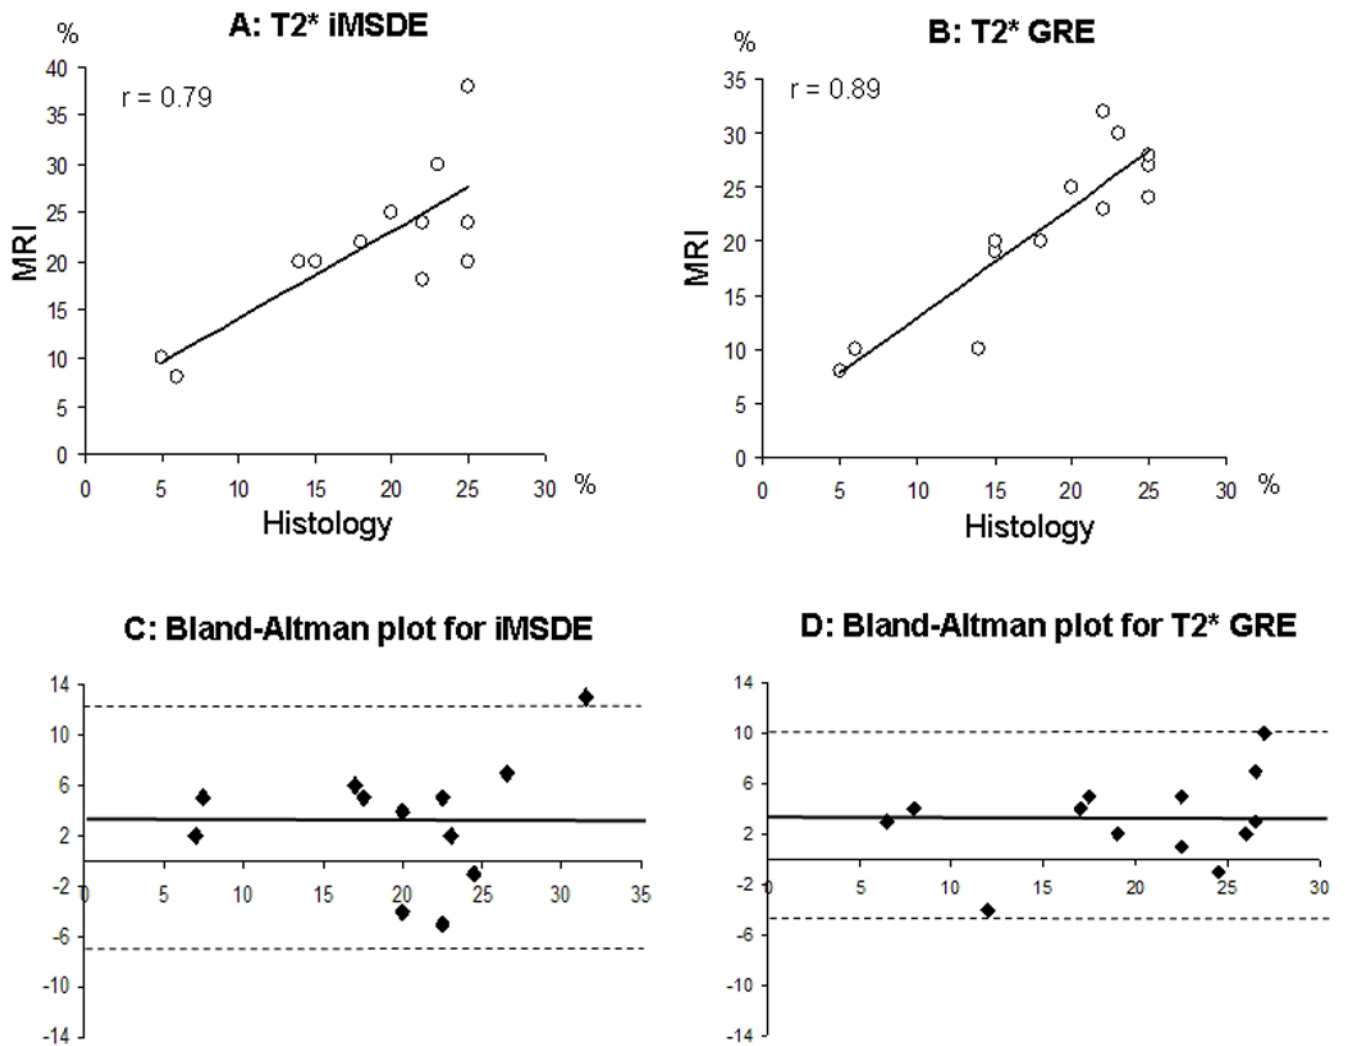 A: T2* iMSDE
%
r = 0.79
40
35
30
25
20
15
10
5
0
MRI
0 5 10 15 20 25 30 %
Histology
B: T2* GRE
%
r = 0.89
35
30
25
20
15
10
5
0
MRI
0 5 10 15 20 25 30 %
Histology
C: Bland-Altman plot for iMSDE
14
10
6
2
-2
-6
-10
-14
0 5 10 15 20 25 30 35
D: Bland-Altman plot for T2* GRE
14
10
6
2
-2
-6
-10
-14
0 5 10 15 20 25 30